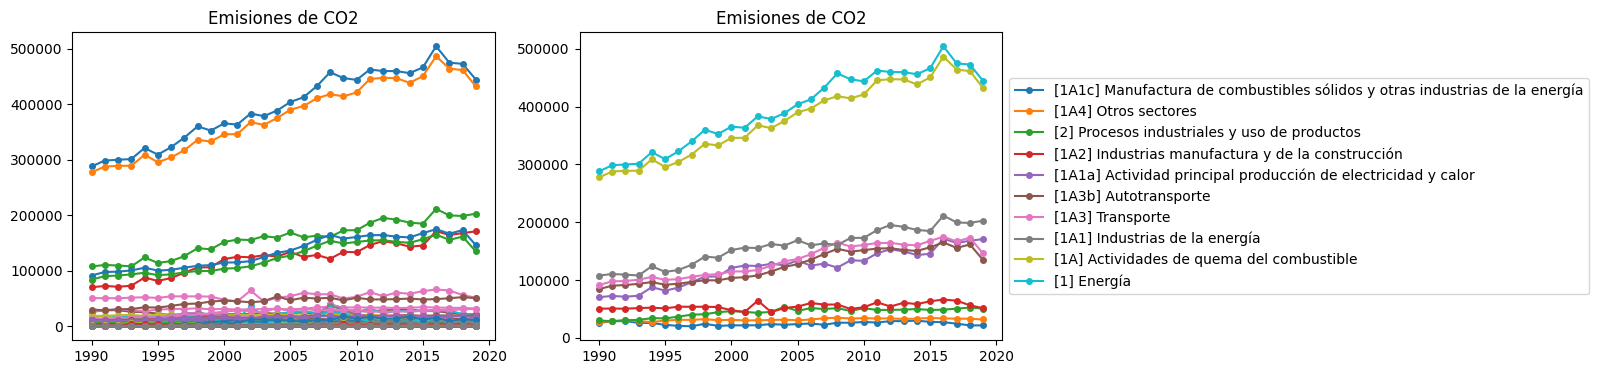 Emisiones de CO2
500000
400000
300000
200000
100000
0
1990 1995 2000 2005 2010 2015 2020
Emisiones de CO2
500000
400000
300000
200000
100000
0
1990 1995 2000 2005 2010 2015 2020
[1A1c] Manufactura de combustibles sólidos y otras industrias de la energía
[1A4] Otros sectores
[2] Procesos industriales y uso de productos
[1A2] Industrias manufactura y de la construcción
[1A1a] Actividad principal producción de electricidad y calor
[1A3b] Autotransporte
[1A3] Transporte
[1A1] Industrias de la energía
[1A] Actividades de quema del combustible
[1] Energía